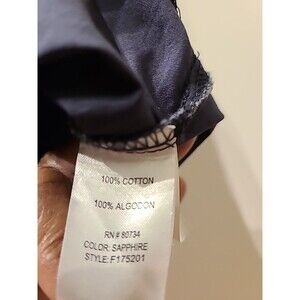 100% COTTON
100% ALGODON
RN # 80734
COLOR: SAPPHIRE
STYLE: F175201